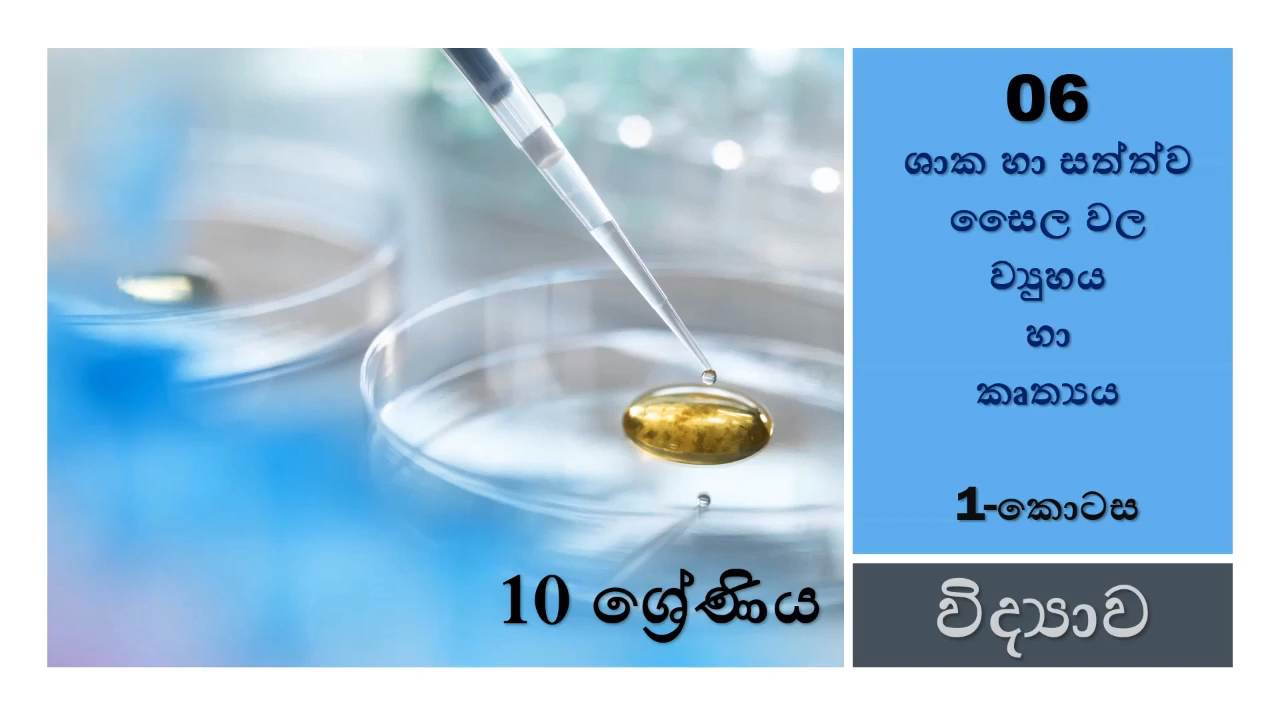 06
ශාක හා සත්ත්ව
සෛල වල
ව්‍යුහය
හා
කෘත්‍යය
1-කොටස
10 ශ්‍රේණිය
විද්‍යාව